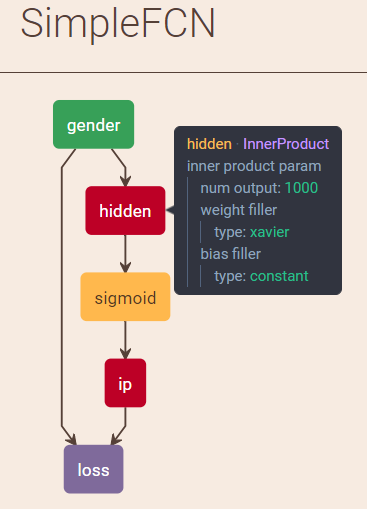 SimpleFCN
gender
hidden · InnerProduct
inner product param
num output: 1000
weight filler
type: xavier
bias filler
type: constant
hidden
sigmoid
ip
loss